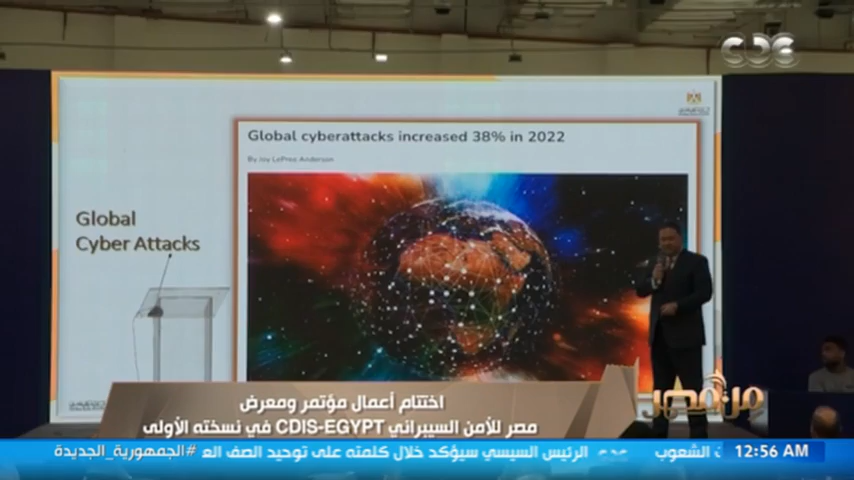 CBC
Global cyberattacks increased 38% in 2022
By Joy LePree Anderson
Global
Cyber Attacks
اختتام أعمال مؤتمر ومعرض
مصر للأمن السيبراني CDIS-EGYPT في نسخته الأولى
من مصر
ت الشعوب cbc الرئيس السيسي سيؤكد خلال كلمته على توحيد الصف الع #الجمهورية_الجديدة
12:56 AM